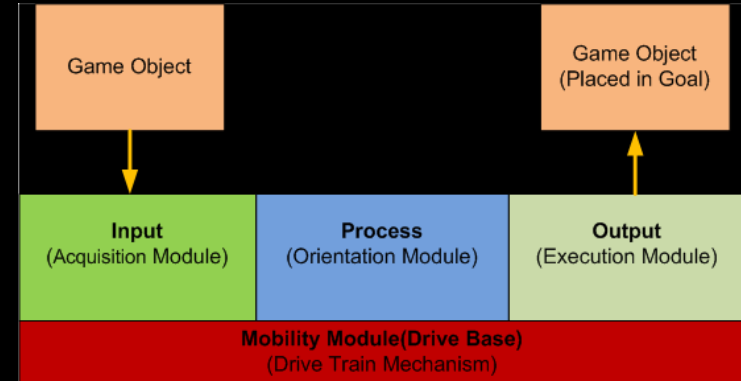 Game Object
Game Object
(Placed in Goal)
Input
(Acquisition Module)
Process
(Orientation Module)
Output
(Execution Module)
Mobility Module(Drive Base)
(Drive Train Mechanism)